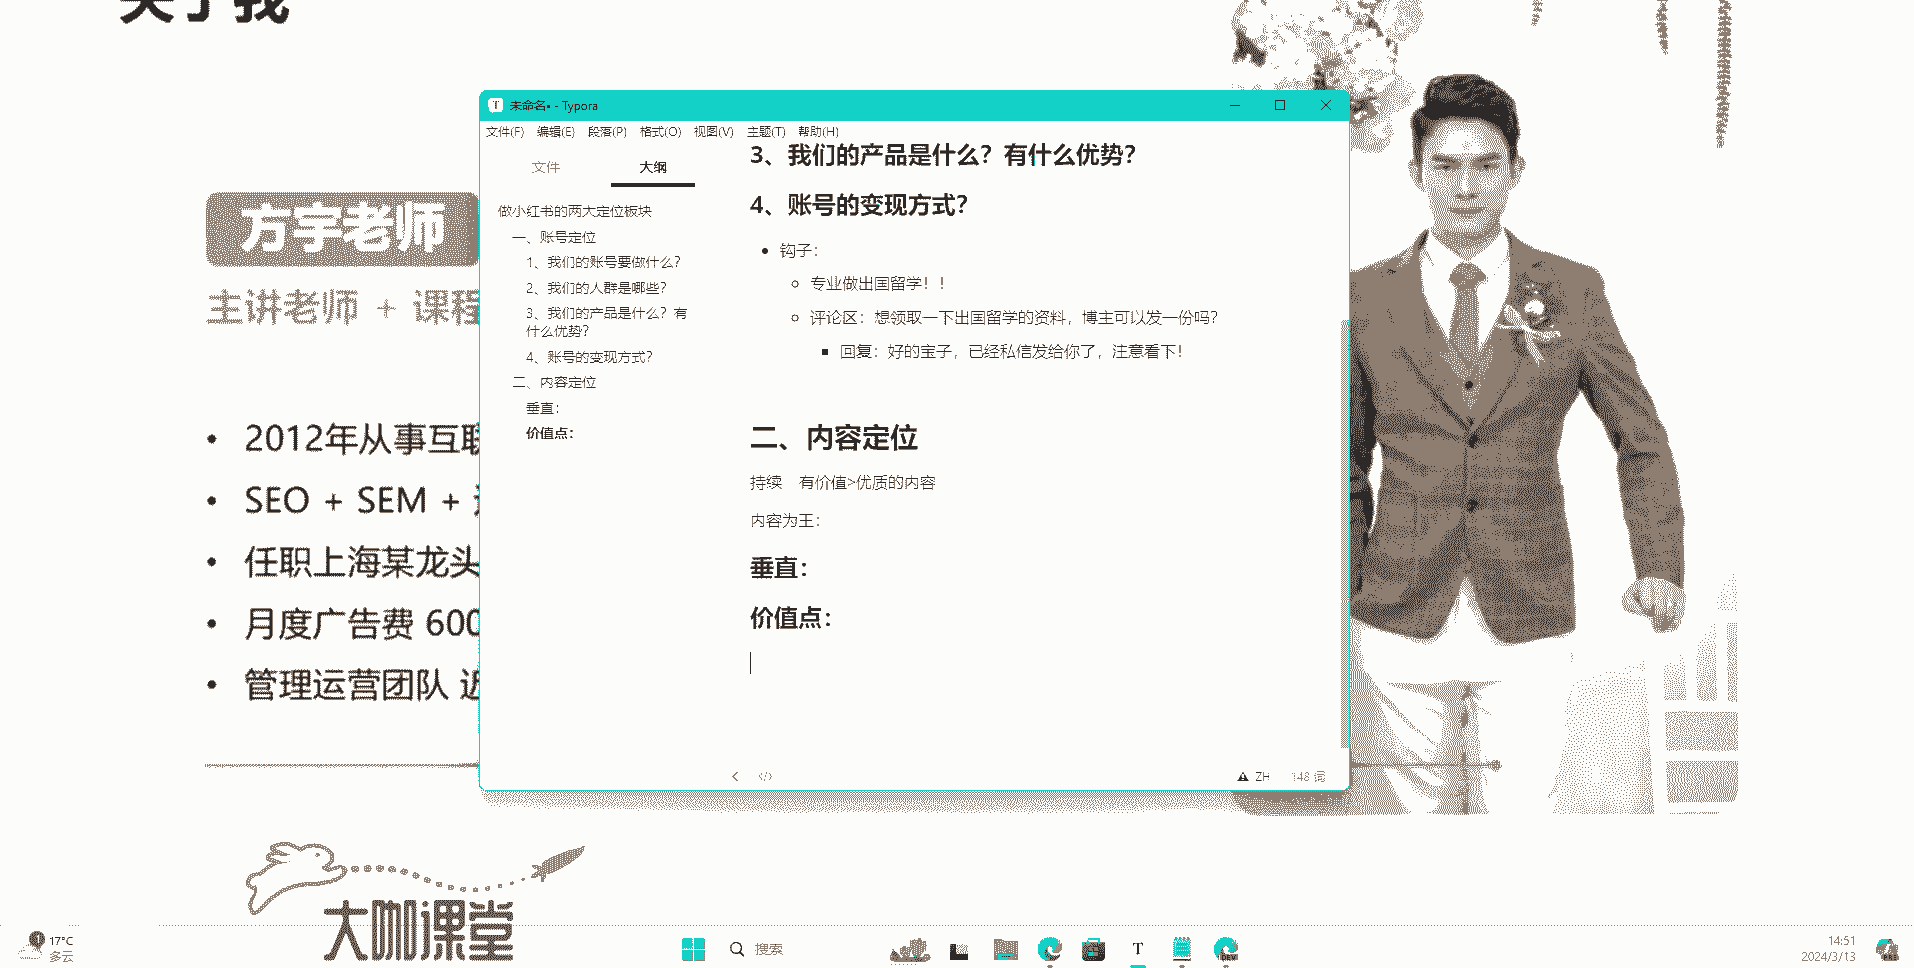 关于我
方宇老师
主讲老师 + 课程
• 2012年从事互联
• SEO + SEM +
• 任职上海某龙头
• 月度广告费 600
• 管理运营团队 近
未命名• - Typora
文件(F) 编辑(E) 段落(P) 格式(O) 视图(V) 主题(T) 帮助(H)
文件 大纲
做小红书的两大定位板块
一、账号定位
1、我们的账号要做什么？
2、我们的人群是哪些？
3、我们的产品是什么？有
什么优势？
4、账号的变现方式？
二、内容定位
垂直：
价值点：
3、我们的产品是什么？有什么优势？
4、账号的变现方式？
• 钩子：
专业做出国留学！！
评论区：想领取一下出国留学的资料，博主可以发一份吗？
回复：好的宝子，已经私信发给你了，注意看下！
二、内容定位
持续 有价值>优质的内容
内容为王：
垂直：
价值点：
ZH 148 词
大咖课堂
1 17°C
多云
搜索
T
DEV
14:51
2024/3/13
PRE